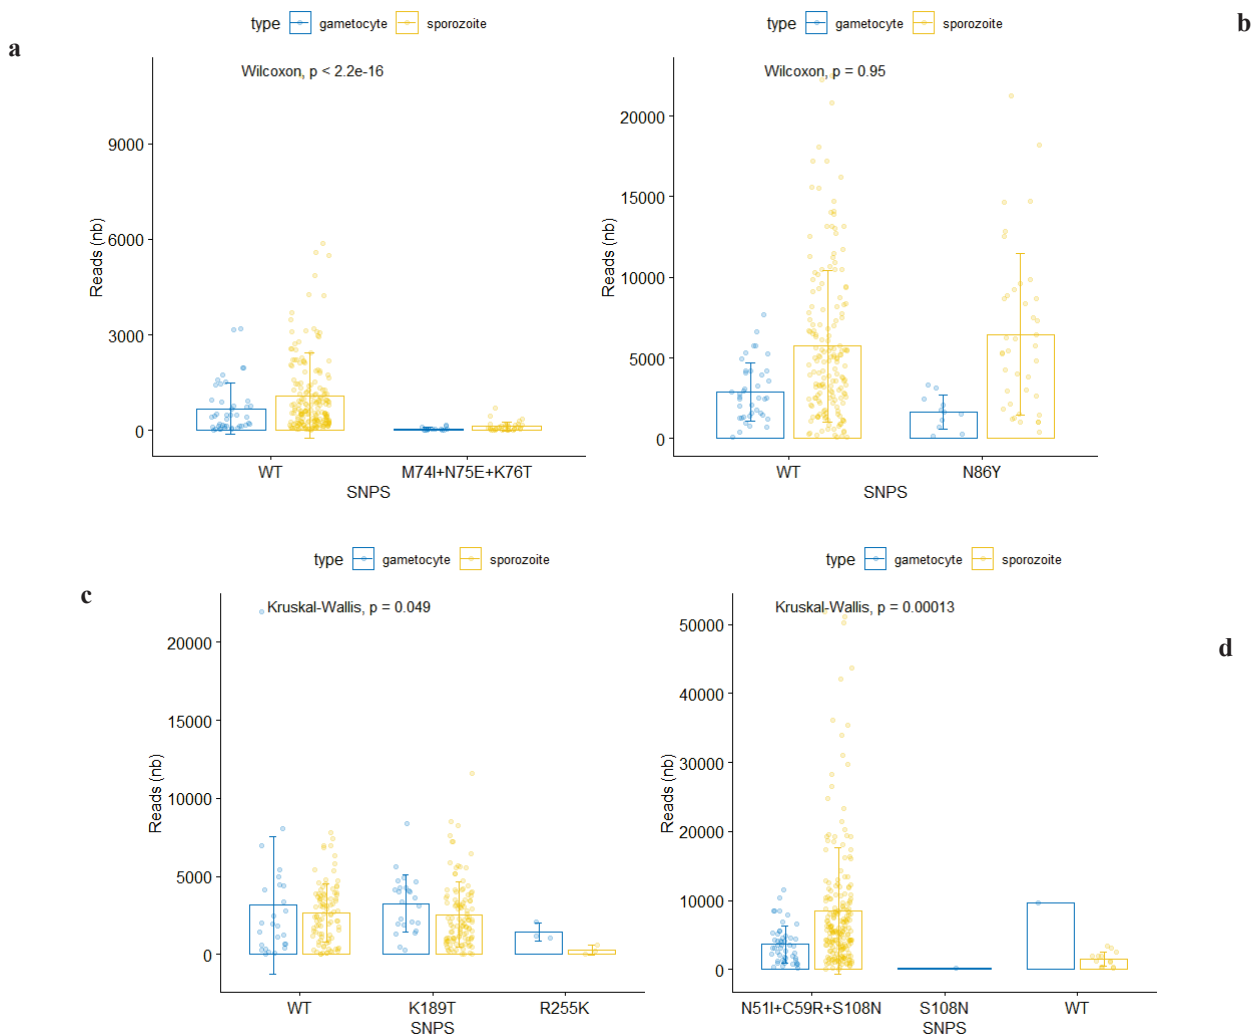 type gametocyte sporozoite
a
Wilcoxon, p < 2.2e-16
Reads (nb)
9000
6000
3000
0
WT M74I+N75E+K76T
SNPS
type gametocyte sporozoite
b
Wilcoxon, p = 0.95
Reads (nb)
20000
15000
10000
5000
0
WT N86Y
SNPS
type gametocyte sporozoite
c
Kruskal-Wallis, p = 0.049
Reads (nb)
20000
15000
10000
5000
0
WT K189T R255K
SNPS
type gametocyte sporozoite
d
Kruskal-Wallis, p = 0.00013
Reads (nb)
50000
40000
30000
20000
10000
0
N51I+C59R+S108N S108N WT
SNPS